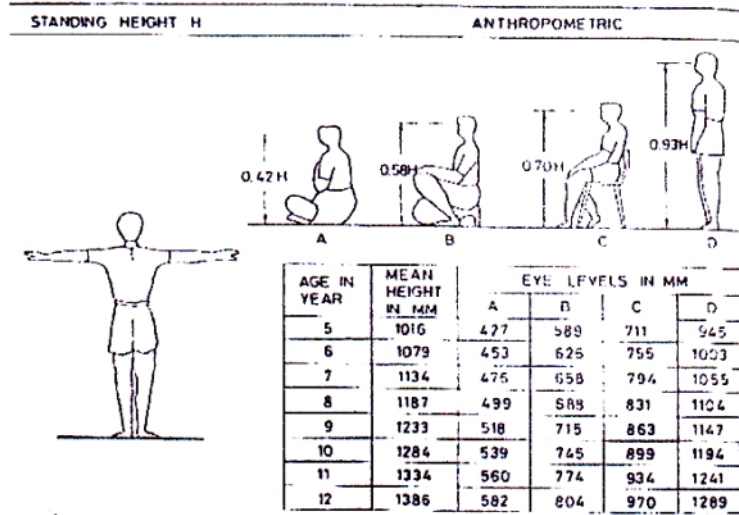 STANDING HEIGHT H
ANTHROPOMETRIC
0.42H
0.58H
0.70H
0.93H
A B C D
AGE IN YEAR
MEAN HEIGHT IN MM
EYE LEVELS IN MM
A B C D
5 1016 427 589 711 945
6 1079 453 626 755 1003
7 1134 476 658 794 1055
8 1187 499 688 831 1104
9 1233 518 715 863 1147
10 1284 539 745 899 1194
11 1334 560 774 934 1241
12 1386 582 804 970 1289